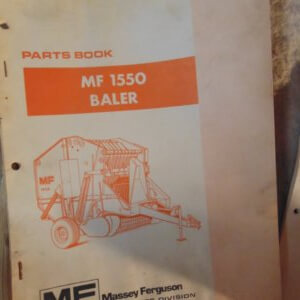 PARTS BOOK
MF 1550
BALER
MF
MF
Massey Ferguson
DIVISION